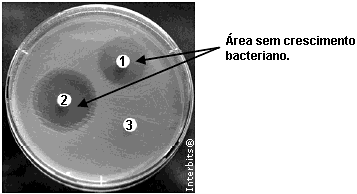 Área sem crescimento
bacteriano.
1
2
3
Interbits®